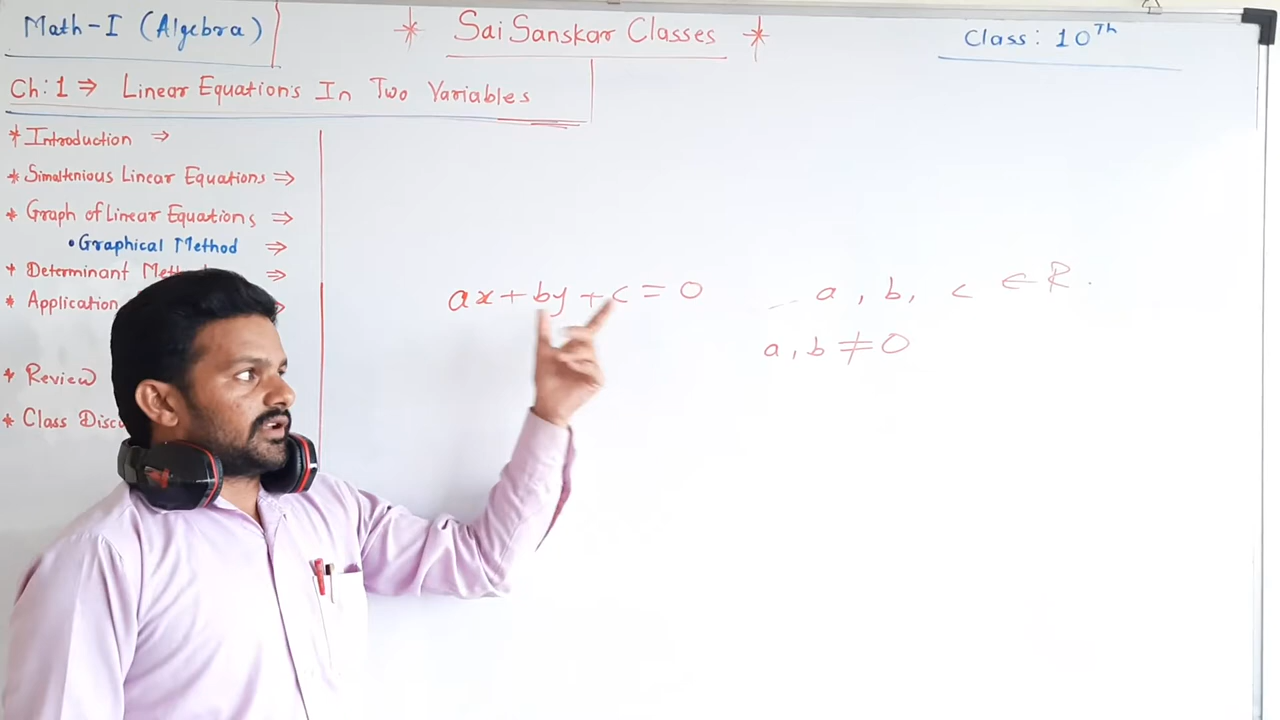 Math-I (Algebra)
* Sai Sanskar Classes *
Class: 10Th
Ch:1 ⇒ Linear Equations In Two Variables
* Introduction ⇒
* Simaltenious Linear Equations ⇒
* Graph of Linear Equations ⇒
• Graphical Method ⇒
* Determinant ⇒
* Application ⇒
* Review
* Class
ax + by + c = 0
a, b, c ∈ R.
a, b ≠ 0